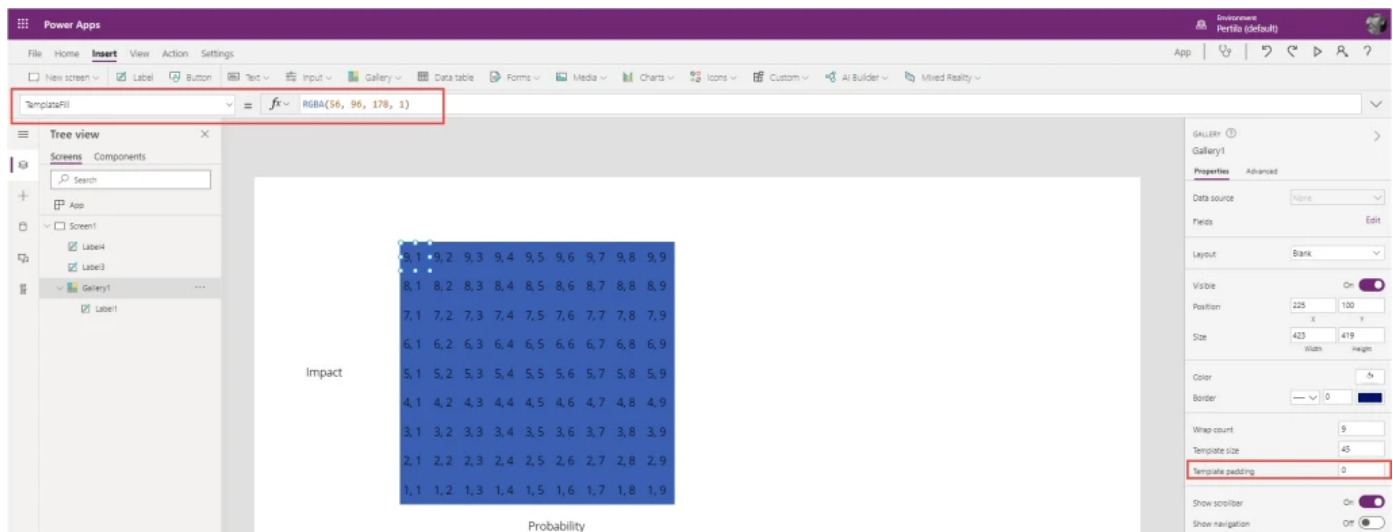 Power Apps
Environment
Pertila (default)
File Home Insert View Action Settings
App
New screen Label Button Text Input Gallery Data table Forms Media Charts Icons Custom AI Builder Mixed Reality
TemplateFill = fx RGBA(56, 96, 178, 1)
Tree view
Screens Components
Search
App
Screen1
Label4
Label3
Gallery1
Label1
9, 1 9, 2 9, 3 9, 4 9, 5 9, 6 9, 7 9, 8 9, 9
8, 1 8, 2 8, 3 8, 4 8, 5 8, 6 8, 7 8, 8 8, 9
7, 1 7, 2 7, 3 7, 4 7, 5 7, 6 7, 7 7, 8 7, 9
6, 1 6, 2 6, 3 6, 4 6, 5 6, 6 6, 7 6, 8 6, 9
Impact
5, 1 5, 2 5, 3 5, 4 5, 5 5, 6 5, 7 5, 8 5, 9
4, 1 4, 2 4, 3 4, 4 4, 5 4, 6 4, 7 4, 8 4, 9
3, 1 3, 2 3, 3 3, 4 3, 5 3, 6 3, 7 3, 8 3, 9
2, 1 2, 2 2, 3 2, 4 2, 5 2, 6 2, 7 2, 8 2, 9
1, 1 1, 2 1, 3 1, 4 1, 5 1, 6 1, 7 1, 8 1, 9
Probability
GALLERY
Gallery1
Properties Advanced
Data source None
Fields Edit
Layout Blank
Visible On
Position 225 100
X Y
Size 423 419
Width Height
Color
Border 0
Wrap count 9
Template size 45
Template padding 0
Show scrollbar On
Show navigation Off